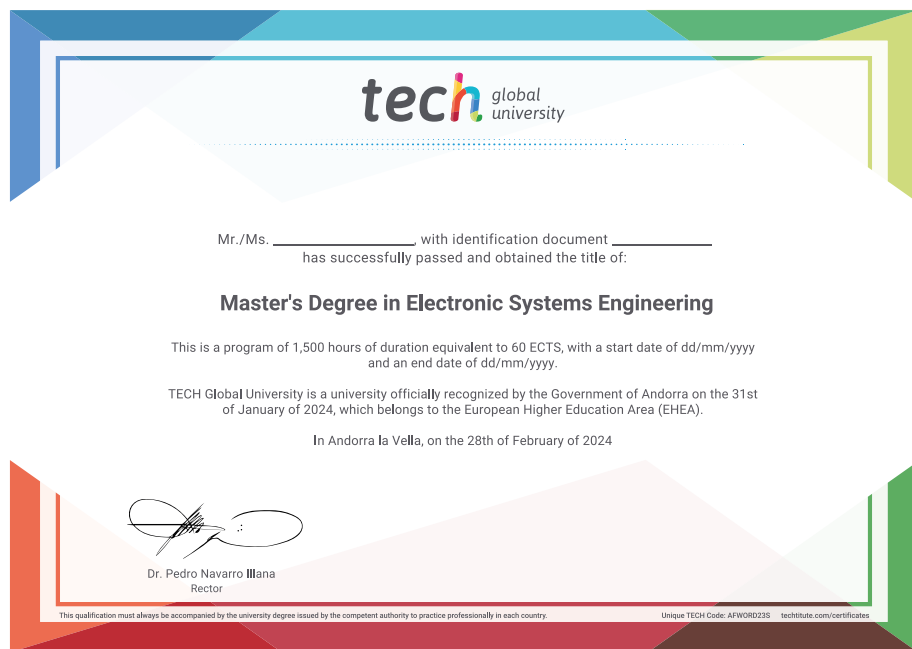 tech global
university
Mr./Ms. ________________, with identification document ____________
has successfully passed and obtained the title of:
Master's Degree in Electronic Systems Engineering
This is a program of 1,500 hours of duration equivalent to 60 ECTS, with a start date of dd/mm/yyyy
and an end date of dd/mm/yyyy.
TECH Global University is a university officially recognized by the Government of Andorra on the 31st
of January of 2024, which belongs to the European Higher Education Area (EHEA).
In Andorra la Vella, on the 28th of February of 2024
Dr. Pedro Navarro Illana
Rector
This qualification must always be accompanied by the university degree issued by the competent authority to practice professionally in each country. Unique TECH Code: AFWORD23S techtitute.com/certificates